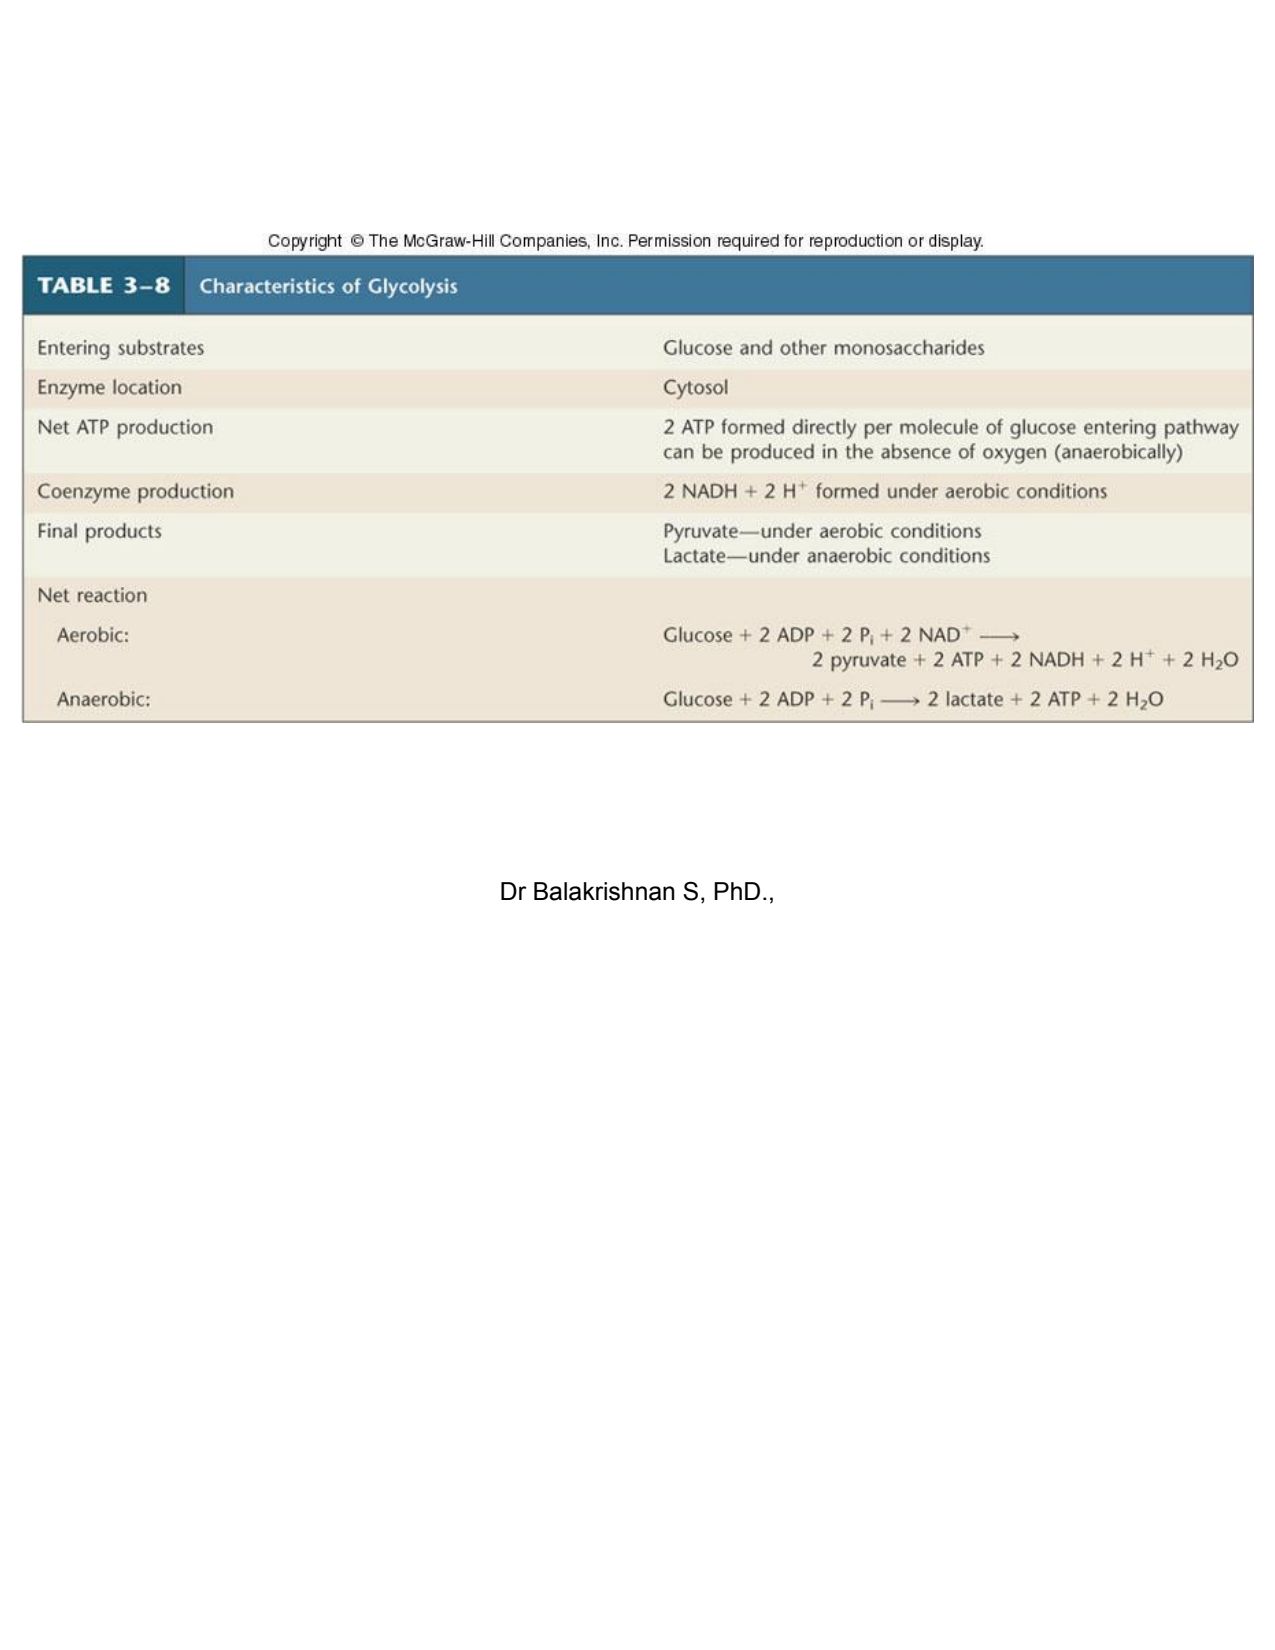 Copyright © The McGraw-Hill Companies, Inc. Permission required for reproduction or display.
TABLE 3–8 Characteristics of Glycolysis
Entering substrates Glucose and other monosaccharides
Enzyme location Cytosol
Net ATP production 2 ATP formed directly per molecule of glucose entering pathway
can be produced in the absence of oxygen (anaerobically)
Coenzyme production 2 NADH + 2 H⁺ formed under aerobic conditions
Final products Pyruvate—under aerobic conditions
Lactate—under anaerobic conditions
Net reaction
Aerobic: Glucose + 2 ADP + 2 Pᵢ + 2 NAD⁺ ⟶
2 pyruvate + 2 ATP + 2 NADH + 2 H⁺ + 2 H₂O
Anaerobic: Glucose + 2 ADP + 2 Pᵢ ⟶ 2 lactate + 2 ATP + 2 H₂O
Dr Balakrishnan S, PhD.,